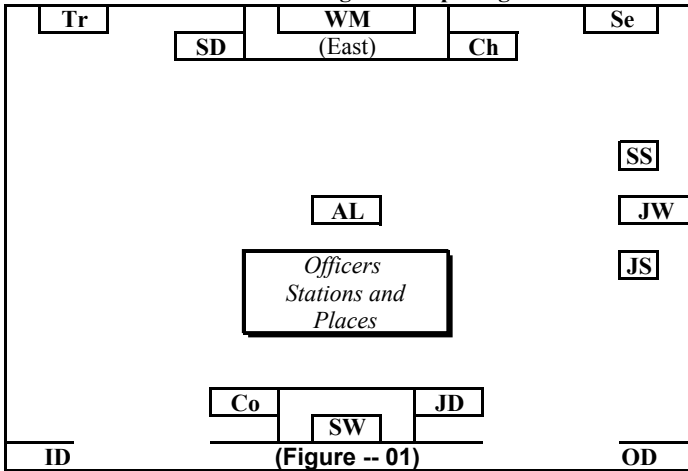 Tr WM Se
SD (East) Ch
SS
AL JW
Officers JS
Stations and
Places
Co JD
SW
ID (Figure -- 01) OD